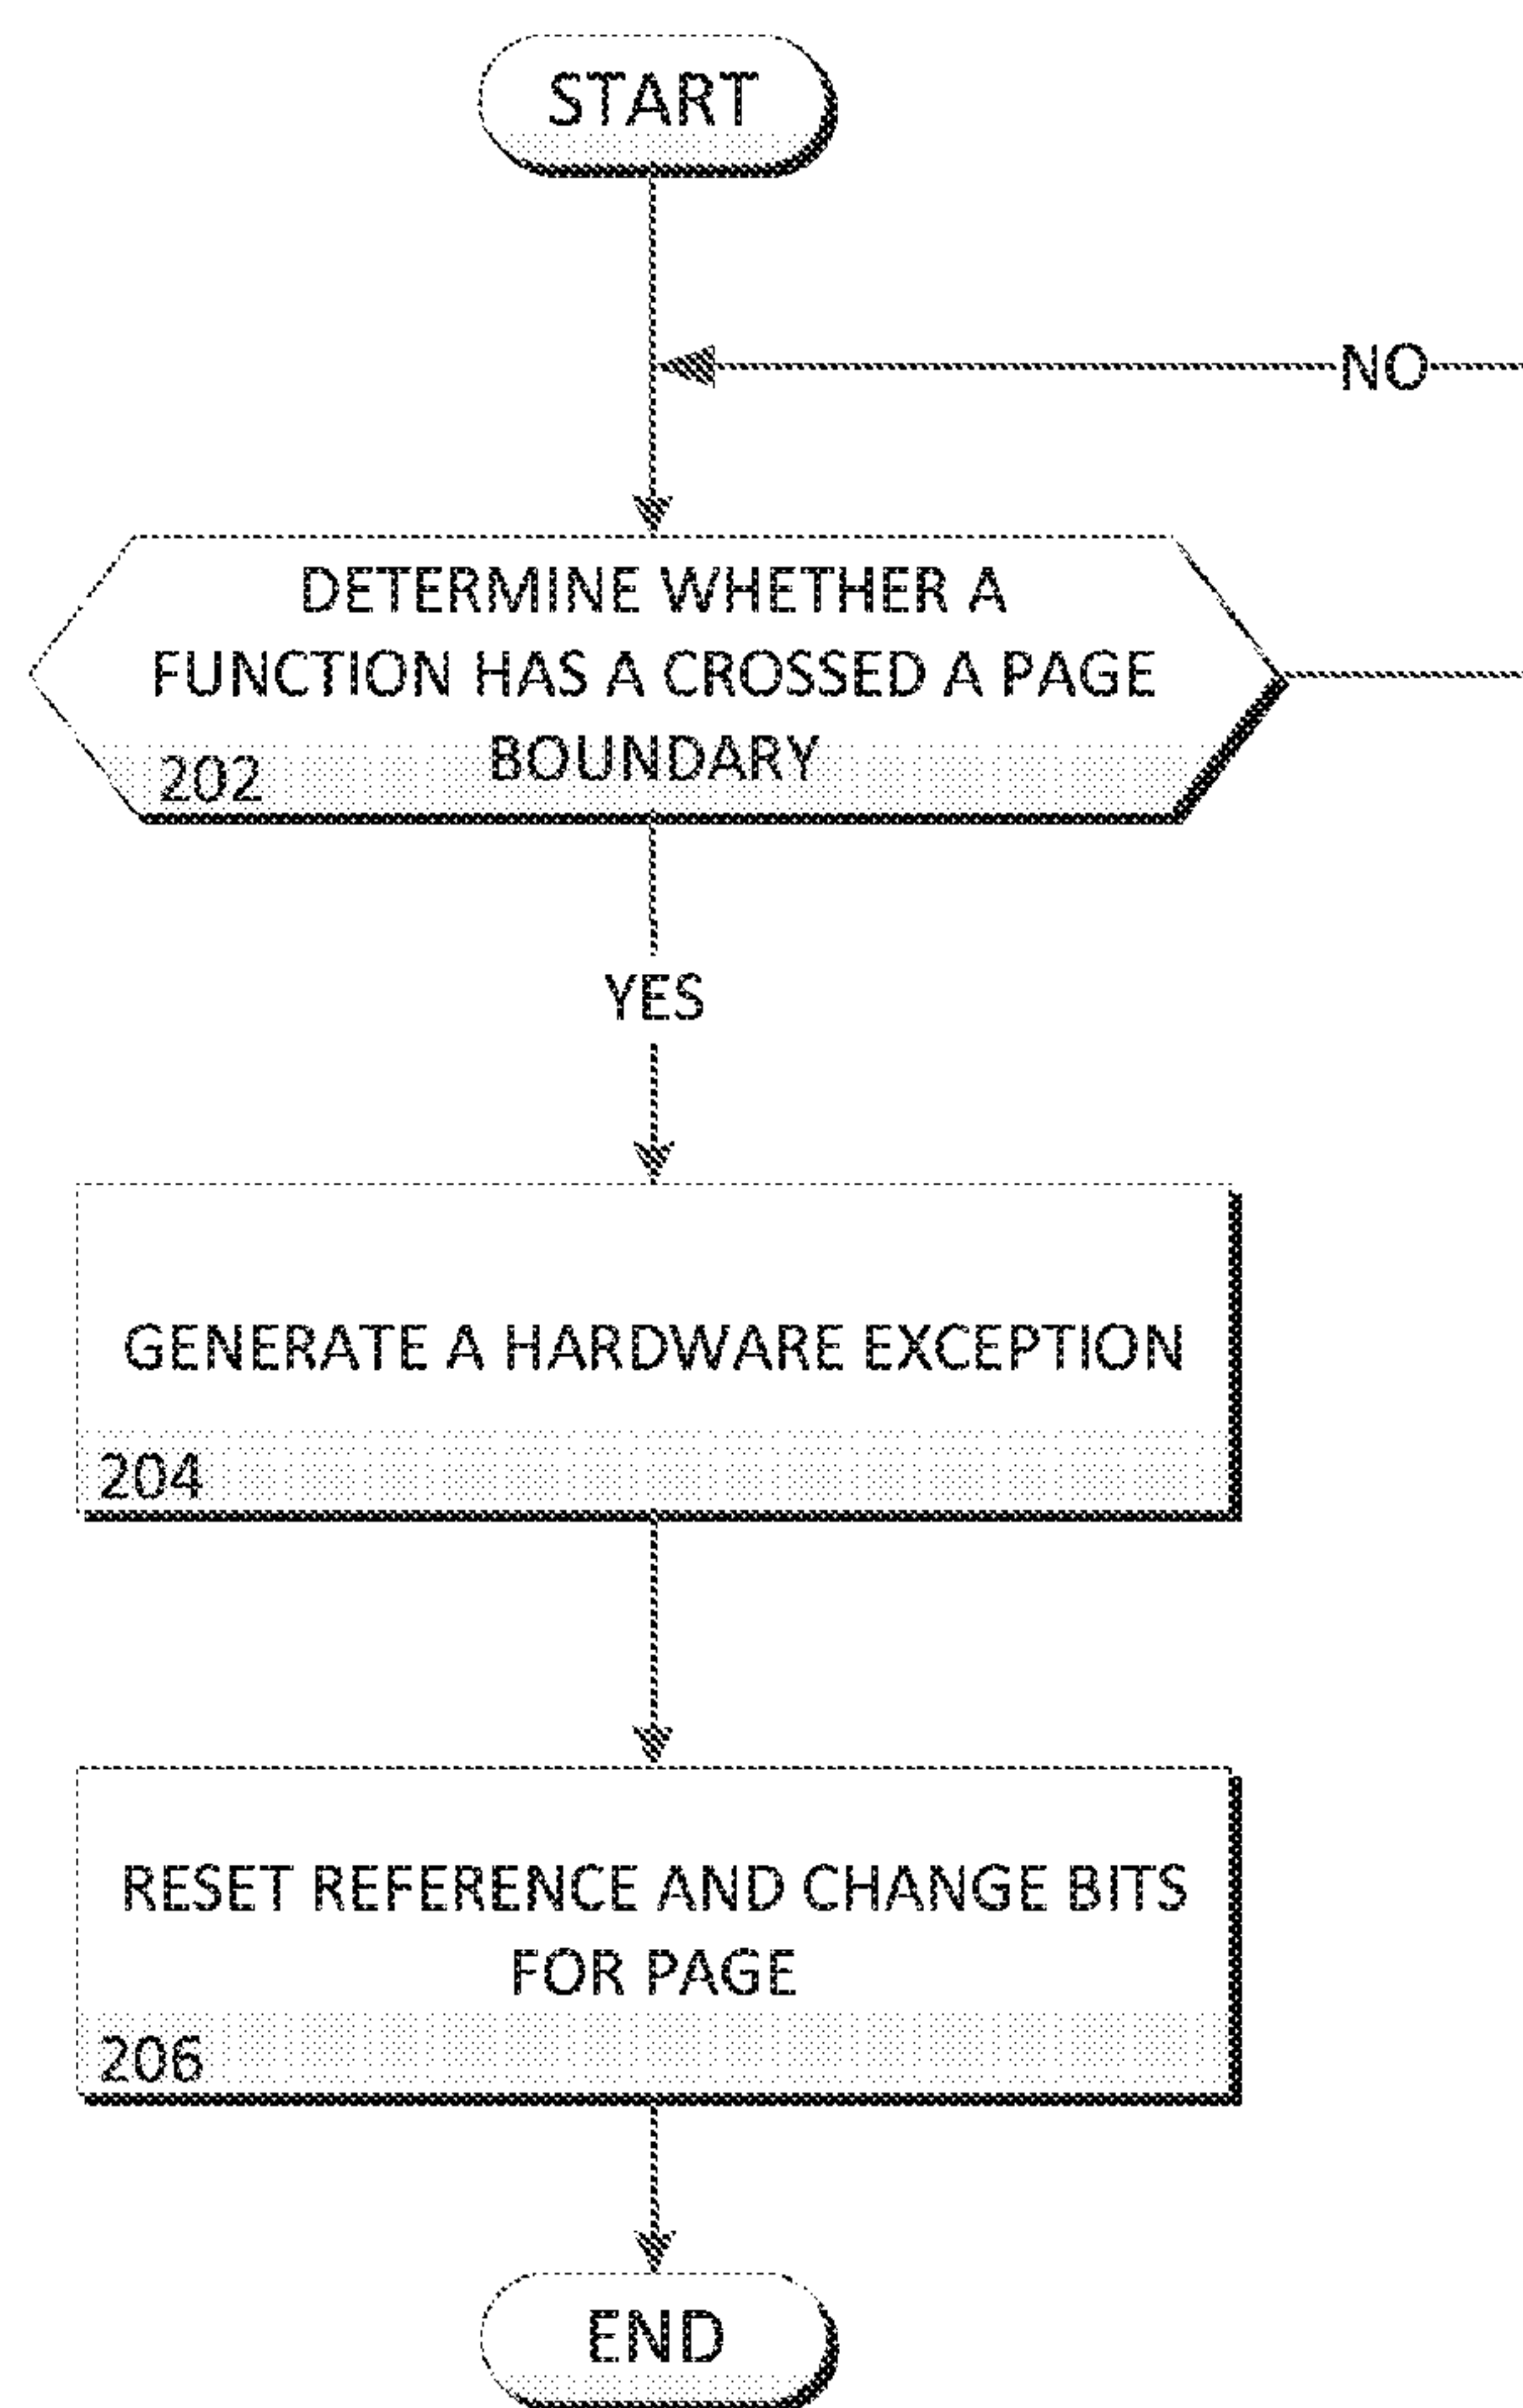 START
NO
DETERMINE WHETHER A
FUNCTION HAS A CROSSED A PAGE
BOUNDARY
202
YES
GENERATE A HARDWARE EXCEPTION
204
RESET REFERENCE AND CHANGE BITS
FOR PAGE
206
END